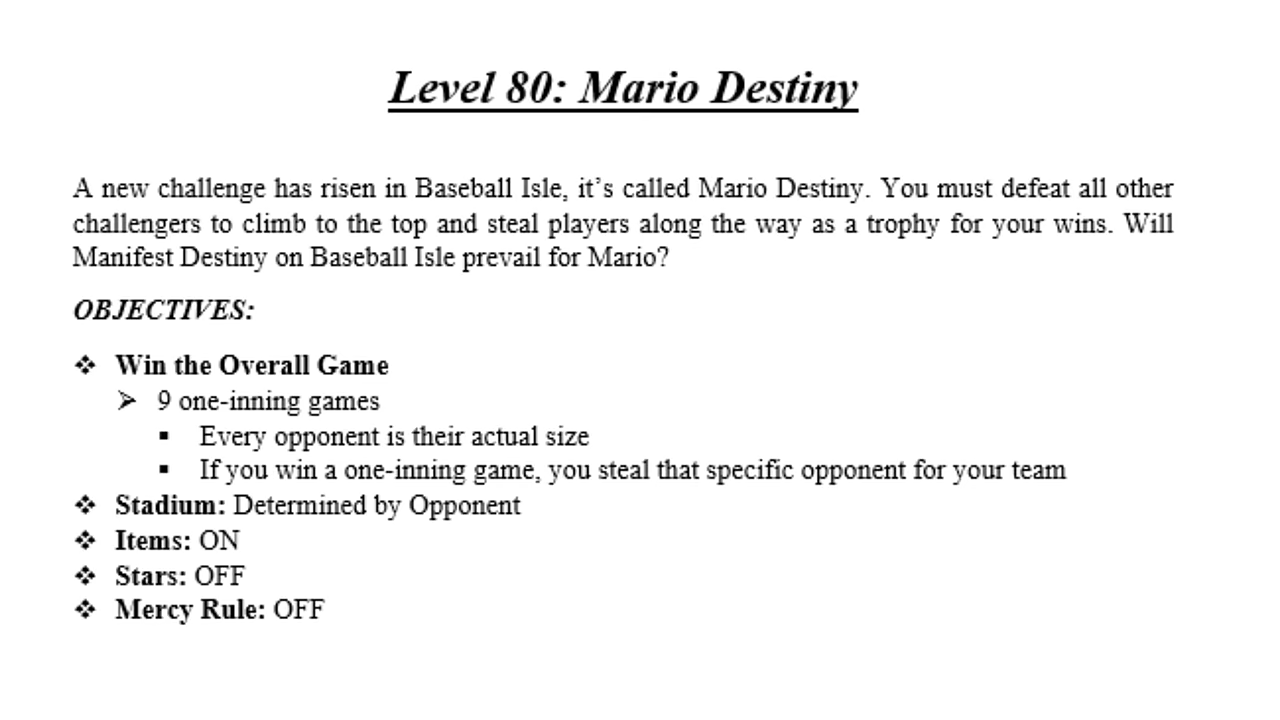 Level 80: Mario Destiny
A new challenge has risen in Baseball Isle, it’s called Mario Destiny. You must defeat all other
challengers to climb to the top and steal players along the way as a trophy for your wins. Will
Manifest Destiny on Baseball Isle prevail for Mario?
OBJECTIVES:
❖ Win the Overall Game
➢ 9 one-inning games
▪ Every opponent is their actual size
▪ If you win a one-inning game, you steal that specific opponent for your team
❖ Stadium: Determined by Opponent
❖ Items: ON
❖ Stars: OFF
❖ Mercy Rule: OFF